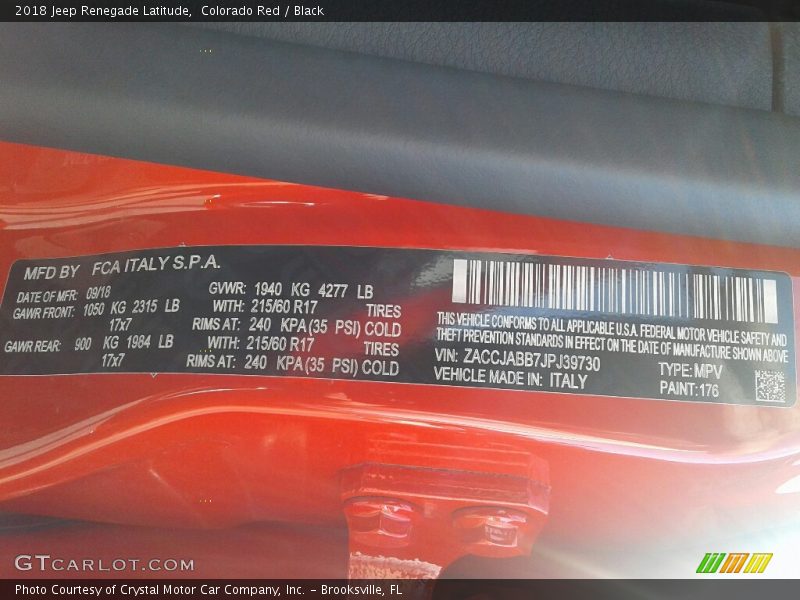 2018 Jeep Renegade Latitude,  Colorado Red / Black
MFD BY  FCA ITALY S.P.A.
DATE OF MFR:  09/18  GVWR:  1940  KG  4277  LB
GAWR FRONT:  1050  KG  2315  LB  WITH:  215/60 R17  TIRES
17x7  RIMS AT:  240  KPA (35  PSI) COLD
GAWR REAR:  900  KG  1984  LB  WITH:  215/60 R17  TIRES
17x7  RIMS AT:  240  KPA (35  PSI) COLD
THIS VEHICLE CONFORMS TO ALL APPLICABLE U.S.A. FEDERAL MOTOR VEHICLE SAFETY AND
THEFT PREVENTION STANDARDS IN EFFECT ON THE DATE OF MANUFACTURE SHOWN ABOVE
VIN:  ZACCJABB7JPJ39730  TYPE: MPV
VEHICLE MADE IN:  ITALY  PAINT: 176
GTCARLOT.COM
Photo Courtesy of Crystal Motor Car Company, Inc. – Brooksville, FL